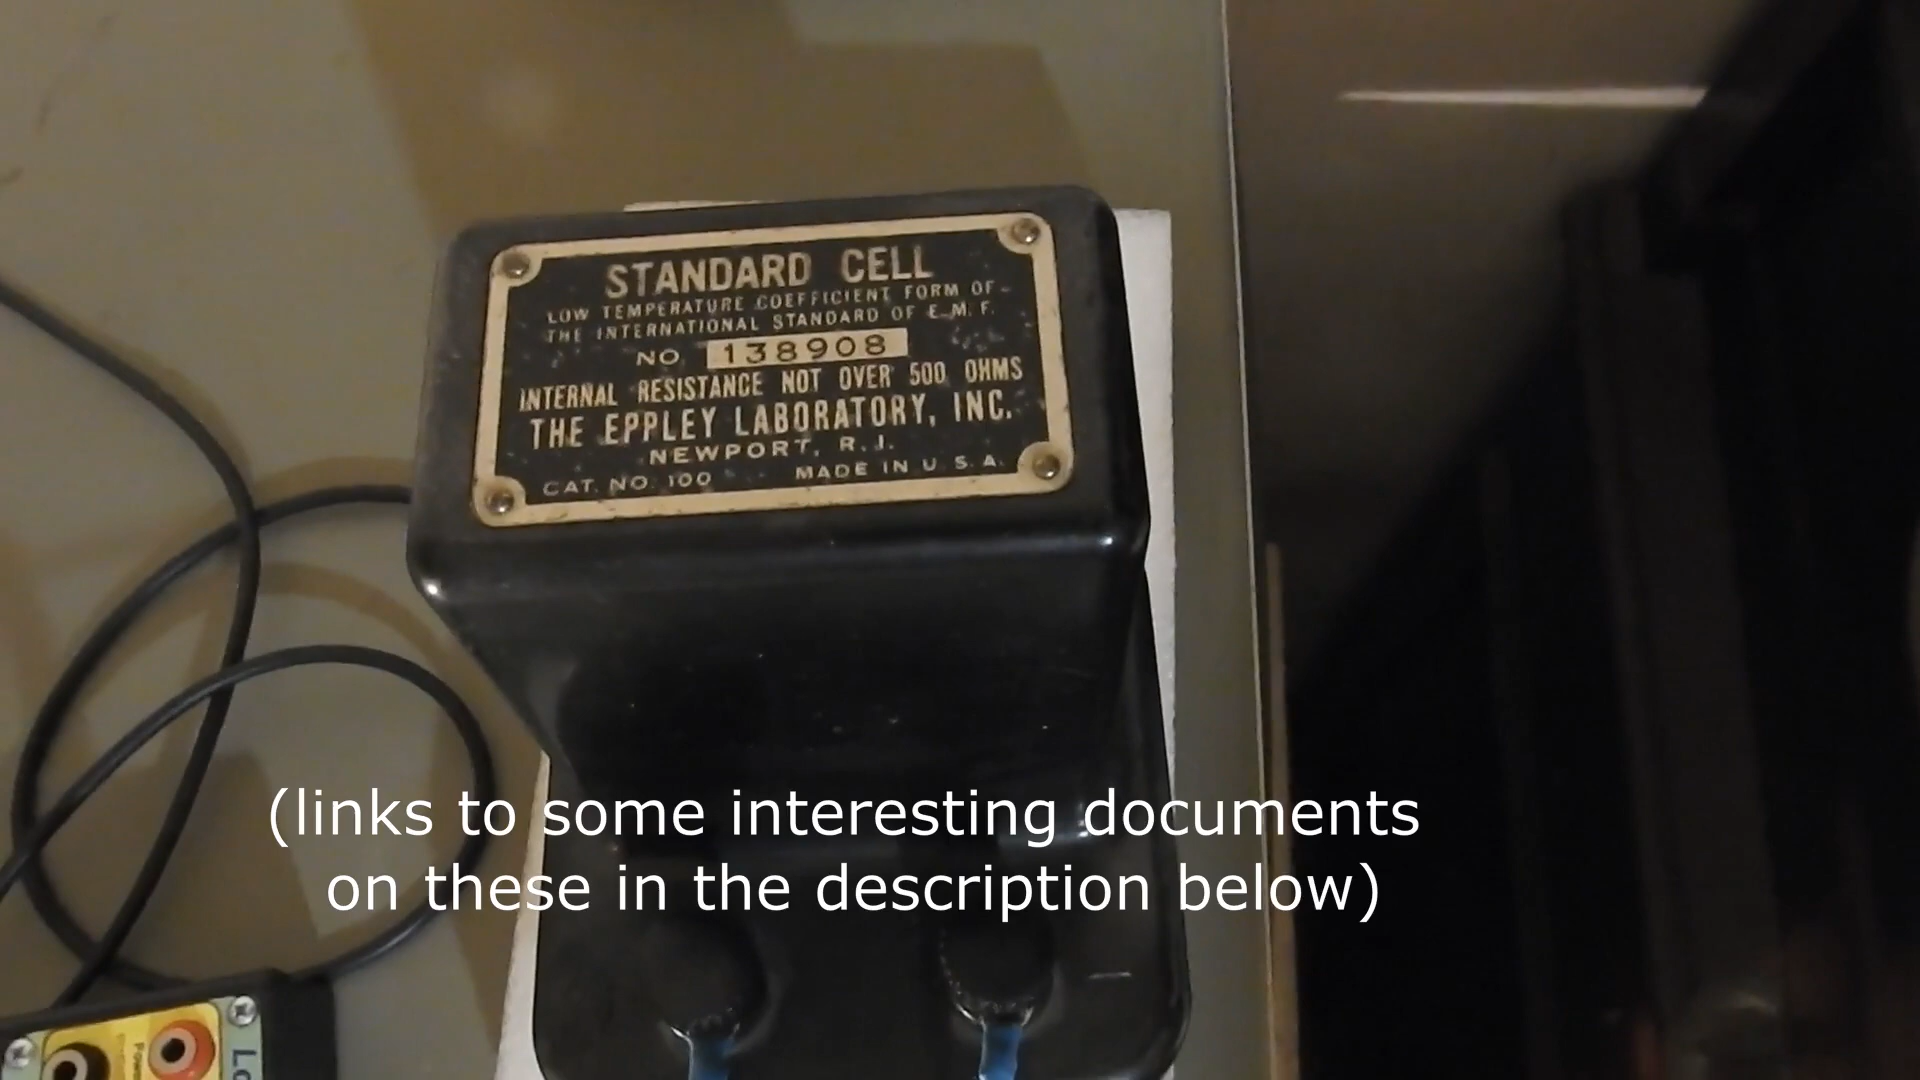 STANDARD CELL
LOW TEMPERATURE COEFFICIENT FORM OF
THE INTERNATIONAL STANDARD OF E.M.F.
NO. 138908
INTERNAL RESISTANCE NOT OVER 500 OHMS
THE EPPLEY LABORATORY, INC.
NEWPORT, R.I.
CAT. NO. 100 MADE IN U.S.A.
(links to some interesting documents
on these in the description below)